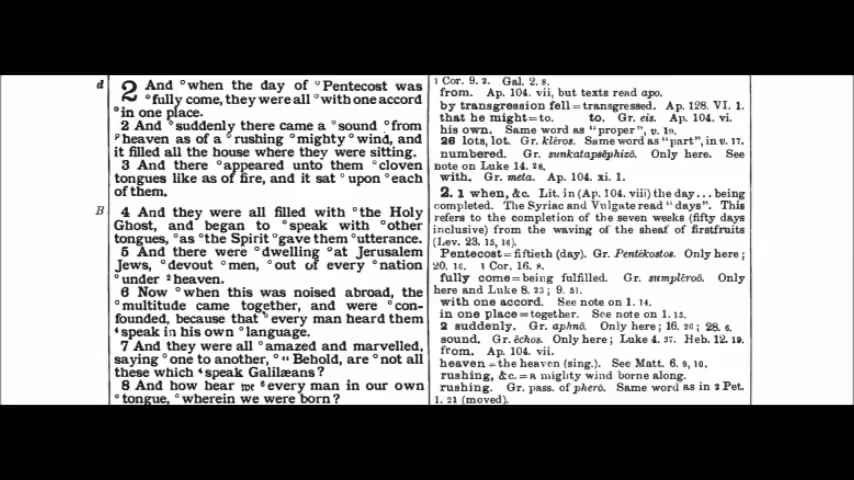 d
2 And °when the day of °Pentecost was
°fully come, they were all °with one accord
°in one place.
2 And °suddenly there came a °sound °from
P heaven as of a °rushing °mighty °wind, and
it filled all the house where they were sitting.
3 And there °appeared unto them °cloven
tongues like as of fire, and it sat °upon °each
of them.
B
4 And they were all filled with °the Holy
Ghost, and began to °speak with °other
tongues, °as °the Spirit °gave them °utterance.
5 And there were °dwelling °at Jerusalem
Jews, °devout °men, °out of every °nation
°under ²heaven.
6 Now °when this was noised abroad, the
°multitude came together, and were °con-
founded, because that °every man heard them
⁴speak in his own °language.
7 And they were all °amazed and marvelled,
saying °one to another, °“Behold, are °not all
these which ⁴speak Galilæans?
8 And how hear we ⁶every man in our own
°tongue, °wherein we were born?
1 Cor. 9. 2. Gal. 2. 8.
from. Ap. 104. vii, but texts read apo.
by transgression fell=transgressed. Ap. 128. VI. 1.
that he might=to. to. Gr. eis. Ap. 104. vi.
his own. Same word as "proper", v. 19.
26 lots, lot. Gr. klēros. Same word as "part", in v. 17.
numbered. Gr. sunkatapsēphizō. Only here. See
note on Luke 14. 28.
with. Gr. meta. Ap. 104. xi. 1.
2. 1 when, &c. Lit. in (Ap. 104. viii) the day... being
completed. The Syriac and Vulgate read "days". This
refers to the completion of the seven weeks (fifty days
inclusive) from the waving of the sheaf of firstfruits
(Lev. 23. 15, 16).
Pentecost=fiftieth (day). Gr. Pentēkostos. Only here;
20. 16. 1 Cor. 16. 8.
fully come=being fulfilled. Gr. sumplēroō. Only
here and Luke 8. 23; 9. 51.
with one accord. See note on 1. 14.
in one place=together. See note on 1. 15.
2 suddenly. Gr. aphnō. Only here; 16. 26; 28. 6.
sound. Gr. ēchos. Only here; Luke 4. 37. Heb. 12. 19.
from. Ap. 104. vii.
heaven=the heaven (sing.). See Matt. 6. 9, 10.
rushing, &c.=a mighty wind borne along.
rushing. Gr. pass. of pherō. Same word as in 2 Pet.
1. 21 (moved).